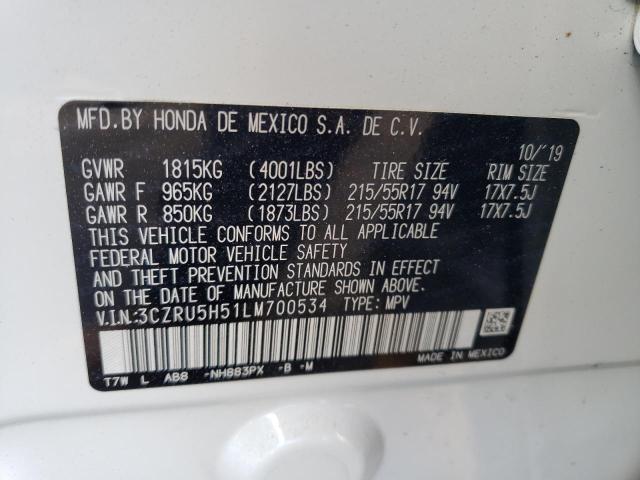 MFD.BY HONDA DE MEXICO S.A. DE C.V.
10/'19
GVWR 1815KG (4001LBS) TIRE SIZE RIM SIZE
GAWR F 965KG (2127LBS) 215/55R17 94V 17X7.5J
GAWR R 850KG (1873LBS) 215/55R17 94V 17X7.5J
THIS VEHICLE CONFORMS TO ALL APPLICABLE
FEDERAL MOTOR VEHICLE SAFETY
AND THEFT PREVENTION STANDARDS IN EFFECT
ON THE DATE OF MANUFACTURE SHOWN ABOVE.
V.I.N.:3CZRU5H51LM700534 TYPE: MPV
MADE IN MEXICO
T7W L AB8 -NH883PX -B -M